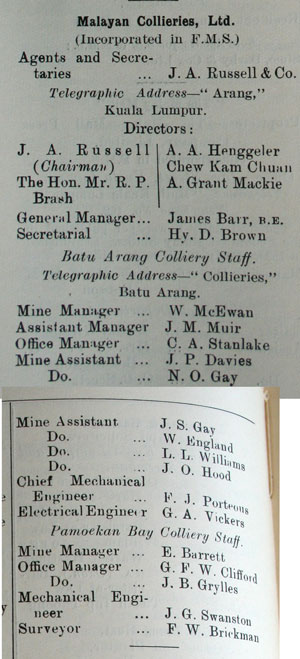 Malayan Collieries, Ltd.
(Incorporated in F.M.S.)
Agents and Secre-
taries ... J. A. Russell & Co.
Telegraphic Address—“ Arang,”
Kuala Lumpur.
Directors :
J. A. Russell A. A. Henggeler
(Chairman) Chew Kam Chuan
The Hon. Mr. R. P. A. Grant Mackie
Brash
General Manager... James Barr, B.E.
Secretarial ... Hy. D. Brown
Batu Arang Colliery Staff.
Telegraphic Address—“ Collieries,”
Batu Arang.
Mine Manager ... W. McEwan
Assistant Manager J. M. Muir
Office Manager ... C. A. Stanlake
Mine Assistant ... J. P. Davies
Do. ... N. O. Gay
Mine Assistant J. S. Gay
Do. ... W. England
Do. ... L. L. Williams
Do. ... J. O. Hood
Chief Mechanical
Engineer ... F. J. Porteous
Electrical Engineer G. A. Vickers
Pamoekan Bay Colliery Staff.
Mine Manager ... E. Barrett
Office Manager ... G. F. W. Clifford
Do. ... J. B. Grylles
Mechanical Engi-
neer ... J. G. Swanston
Surveyor ... F. W. Brickman